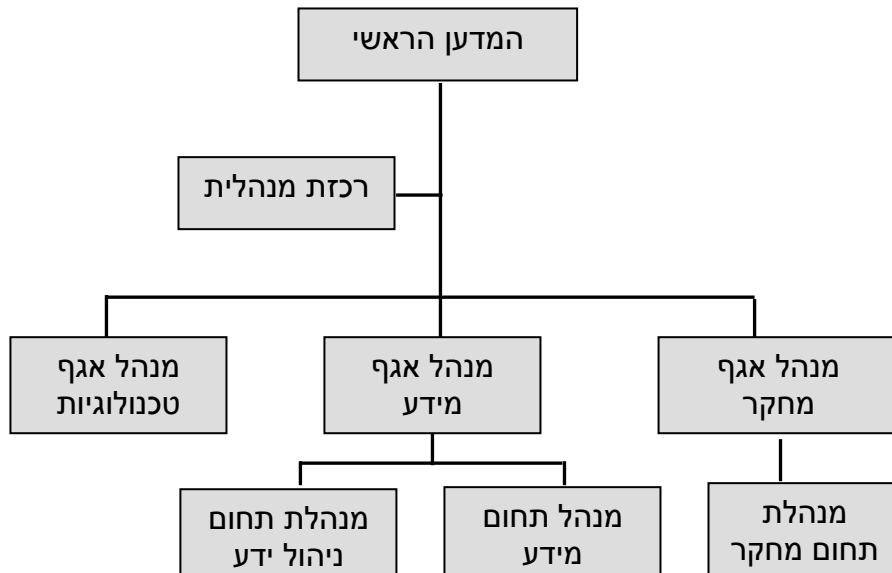 המדען הראשי
רכזת מנהלית
מנהל אגף
מחקר
מנהל אגף
מידע
מנהל אגף
טכנולוגיות
מנהלת
תחום מחקר
מנהל תחום
מידע
מנהלת תחום
ניהול ידע